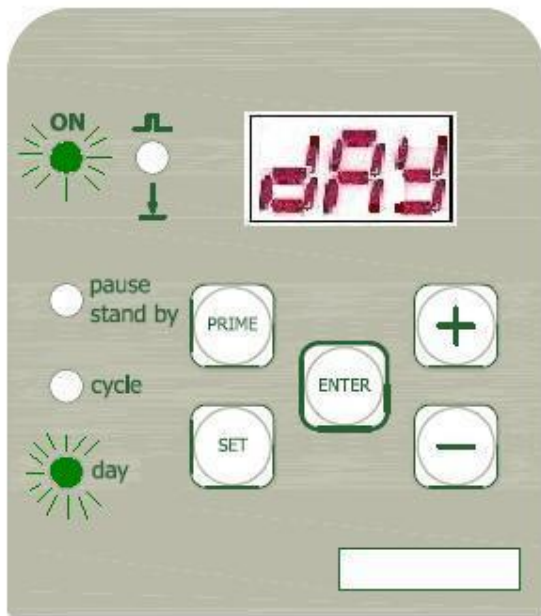 ON
dAy
pause
stand by
PRIME
+
ENTER
cycle
SET
−
day